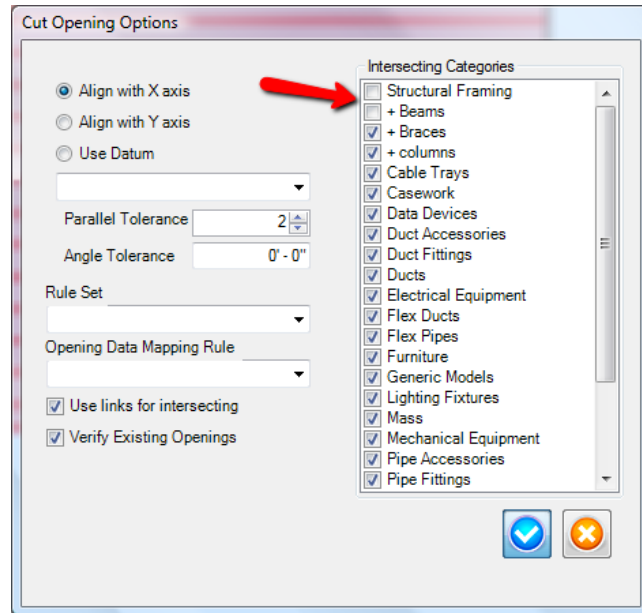 Cut Opening Options
Align with X axis
Align with Y axis
Use Datum
Parallel Tolerance 2
Angle Tolerance 0' - 0"
Rule Set
Opening Data Mapping Rule
Use links for intersecting
Verify Existing Openings
Intersecting Categories
Structural Framing
+ Beams
+ Braces
+ columns
Cable Trays
Casework
Data Devices
Duct Accessories
Duct Fittings
Ducts
Electrical Equipment
Flex Ducts
Flex Pipes
Furniture
Generic Models
Lighting Fixtures
Mass
Mechanical Equipment
Pipe Accessories
Pipe Fittings